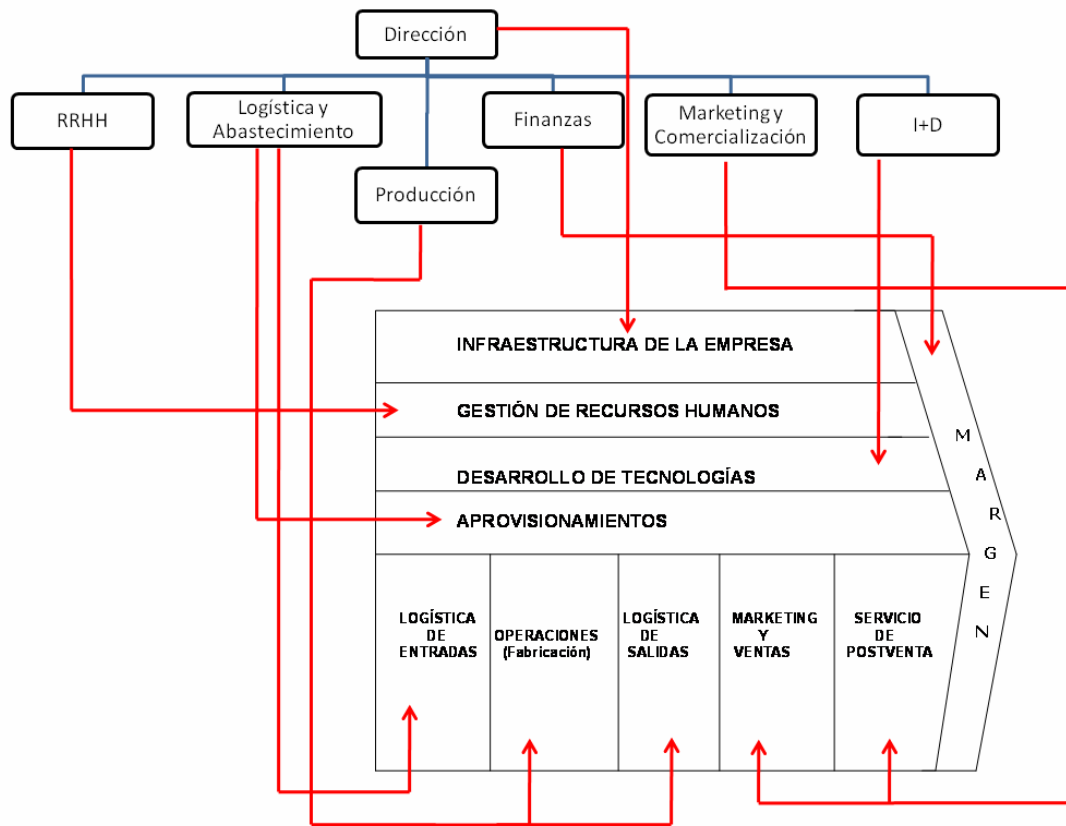 Dirección
RRHH
Logística y
Abastecimiento
Finanzas
Marketing y
Comercialización
I+D
Producción
INFRAESTRUCTURA DE LA EMPRESA
GESTIÓN DE RECURSOS HUMANOS
DESARROLLO DE TECNOLOGÍAS
APROVISIONAMIENTOS
MARGEN
LOGÍSTICA
DE
ENTRADAS
OPERACIONES
(Fabricación)
LOGÍSTICA
DE
SALIDAS
MARKETING
Y
VENTAS
SERVICIO
DE
POSTVENTA